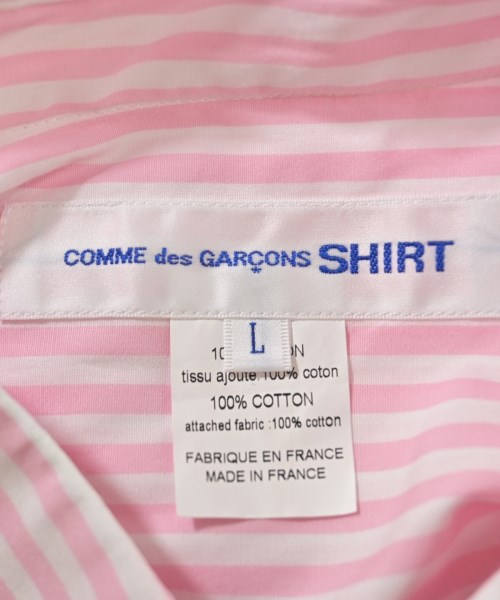 COMME des GARÇONS SHIRT
L
tissu ajoute.100% coton
100% COTTON
attached fabric :100% cotton
FABRIQUE EN FRANCE
MADE IN FRANCE